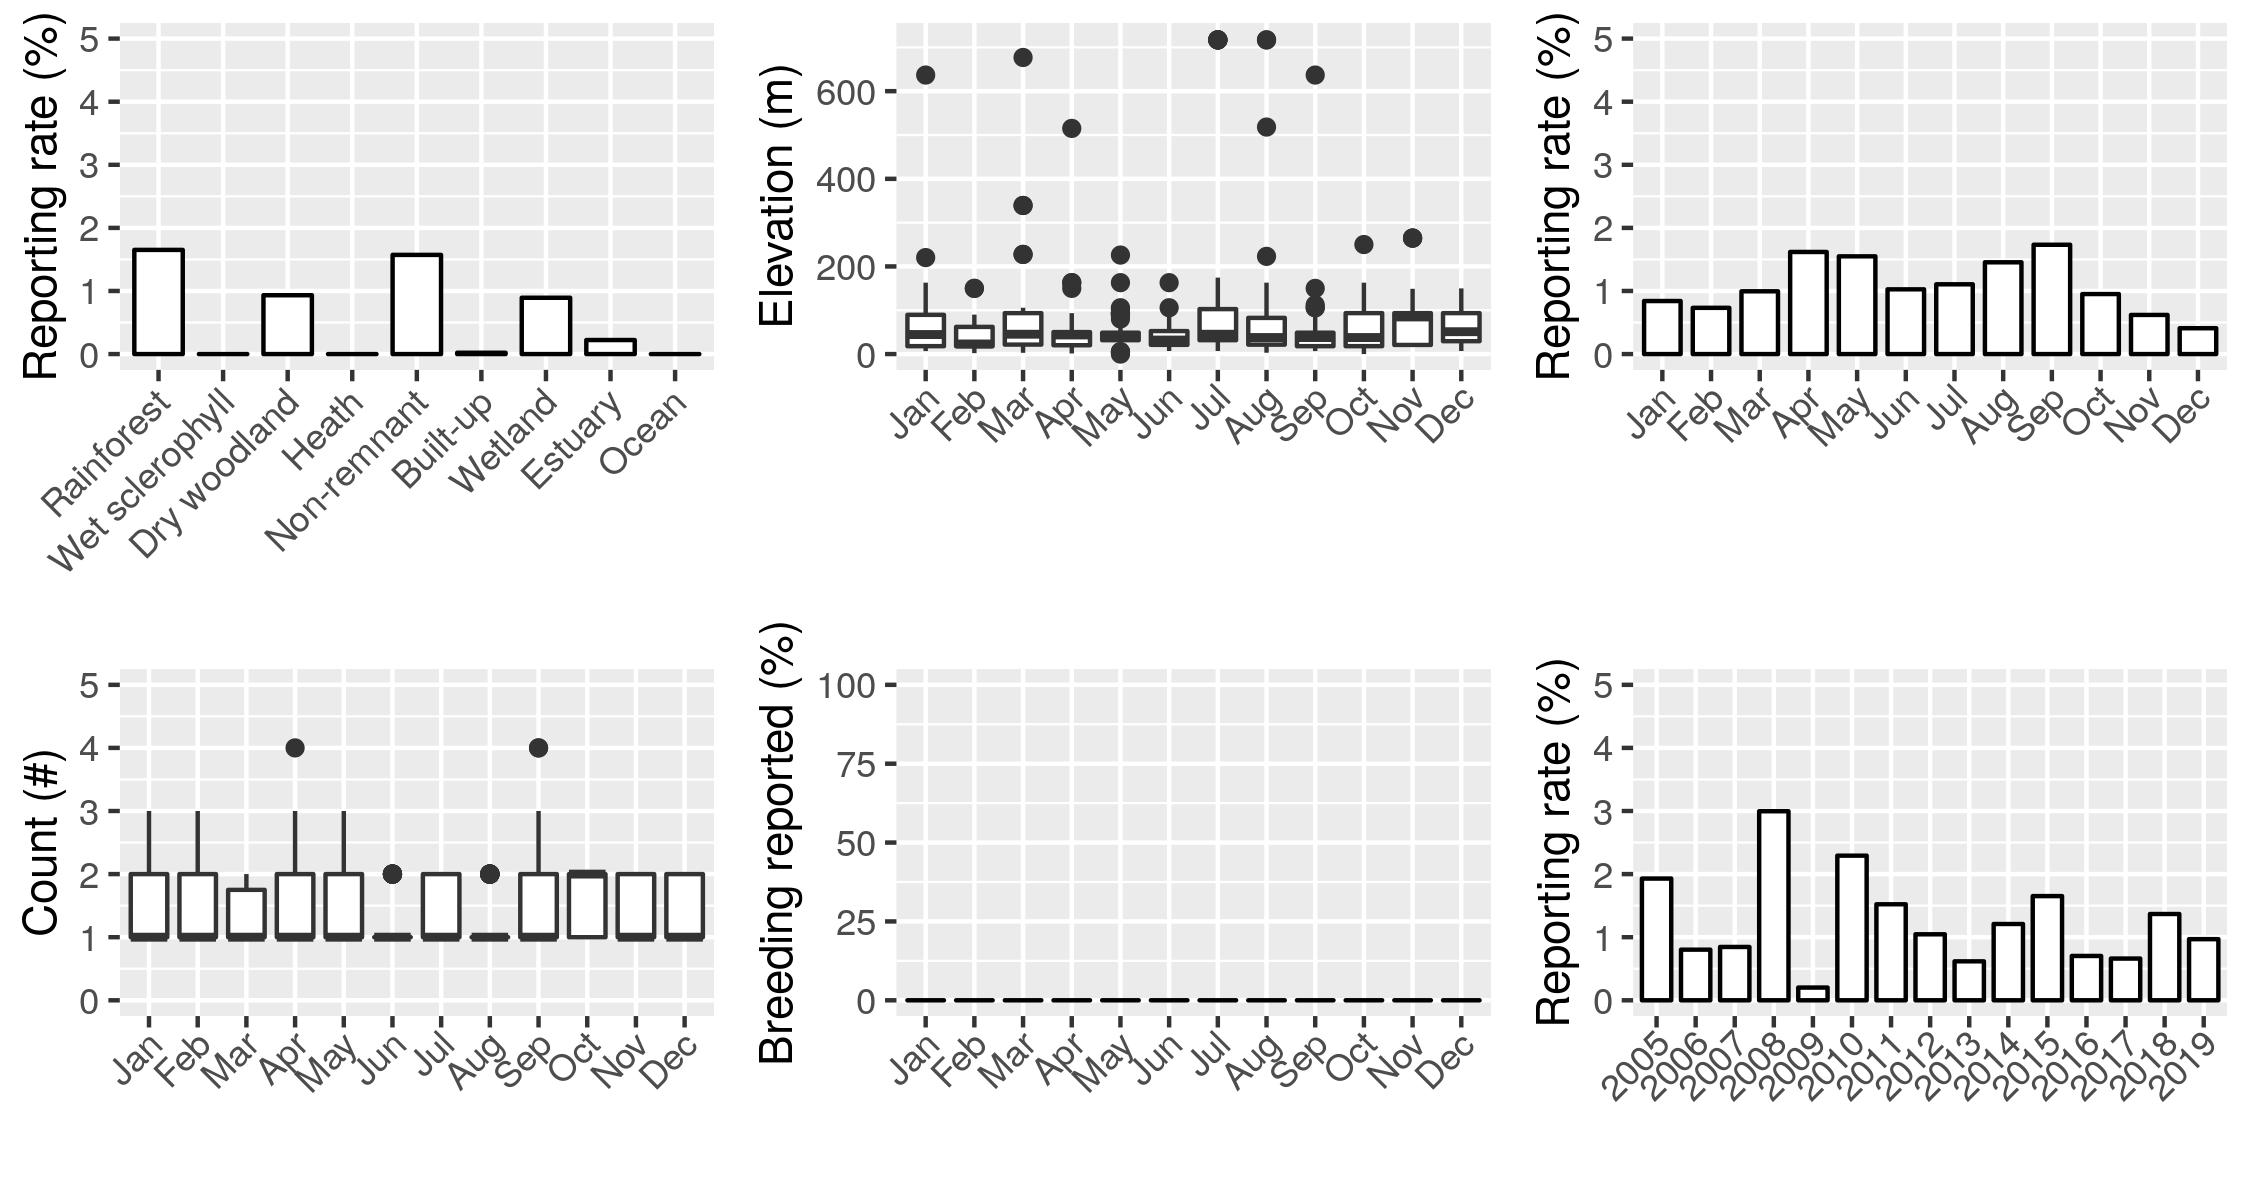 Reporting rate (%)
5
4
3
2
1
0
Rainforest
Wet sclerophyll
Dry woodland
Heath
Non-remnant
Built-up
Wetland
Estuary
Ocean
Elevation (m)
600
400
200
0
Jan
Feb
Mar
Apr
May
Jun
Jul
Aug
Sep
Oct
Nov
Dec
Reporting rate (%)
5
4
3
2
1
0
Jan
Feb
Mar
Apr
May
Jun
Jul
Aug
Sep
Oct
Nov
Dec
Count (#)
5
4
3
2
1
0
Jan
Feb
Mar
Apr
May
Jun
Jul
Aug
Sep
Oct
Nov
Dec
Breeding reported (%)
100
75
50
25
0
Jan
Feb
Mar
Apr
May
Jun
Jul
Aug
Sep
Oct
Nov
Dec
Reporting rate (%)
5
4
3
2
1
0
2005
2006
2007
2008
2009
2010
2011
2012
2013
2014
2015
2016
2017
2018
2019